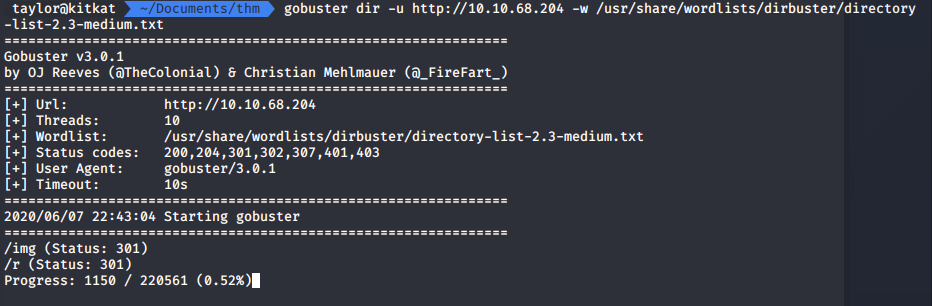 taylor@kitkat ~/Documents/thm gobuster dir -u http://10.10.68.204 -w /usr/share/wordlists/dirbuster/directory
-list-2.3-medium.txt
===============================================================
Gobuster v3.0.1
by OJ Reeves (@TheColonial) & Christian Mehlmauer (@_FireFart_)
===============================================================
[+] Url:            http://10.10.68.204
[+] Threads:        10
[+] Wordlist:       /usr/share/wordlists/dirbuster/directory-list-2.3-medium.txt
[+] Status codes:   200,204,301,302,307,401,403
[+] User Agent:     gobuster/3.0.1
[+] Timeout:        10s
===============================================================
2020/06/07 22:43:04 Starting gobuster
===============================================================
/img (Status: 301)
/r (Status: 301)
Progress: 1150 / 220561 (0.52%)